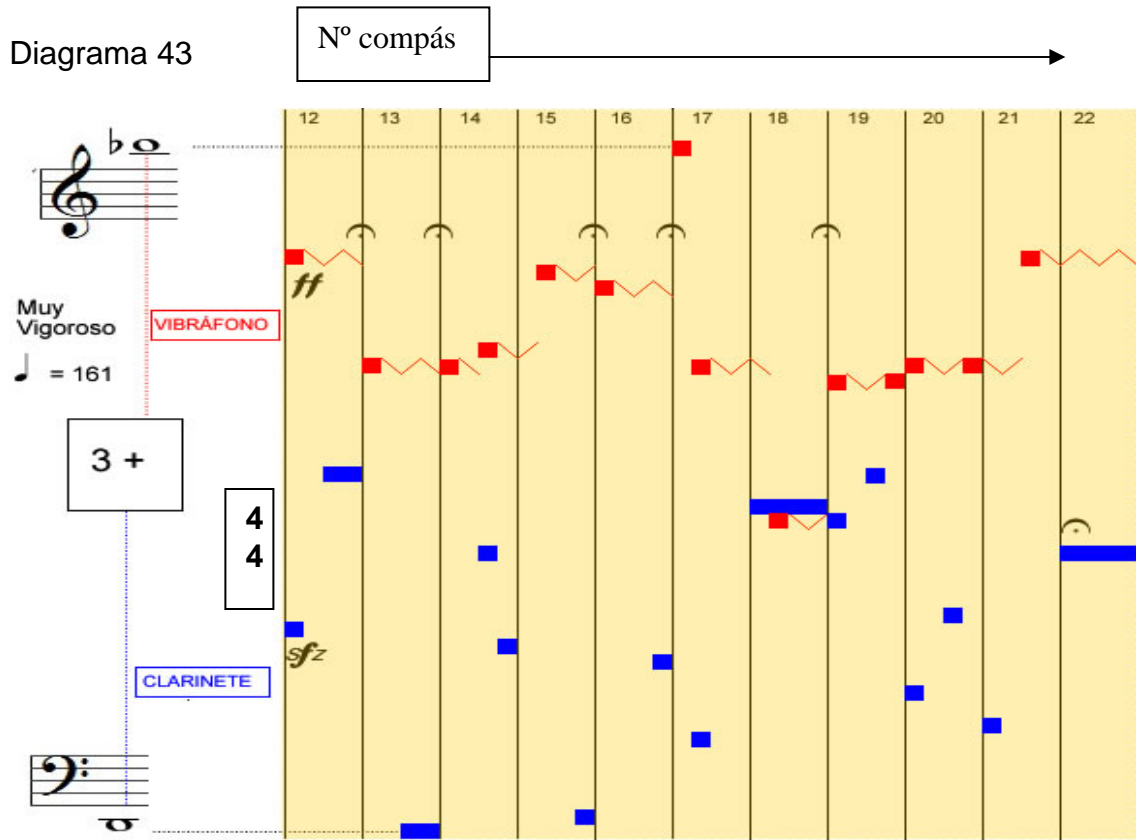 Diagrama 43
Nº compás
12 13 14 15 16 17 18 19 20 21 22
ff
Muy
Vigoroso
VIBRÁFONO
= 161
3 +
4
4
sfz
CLARINETE